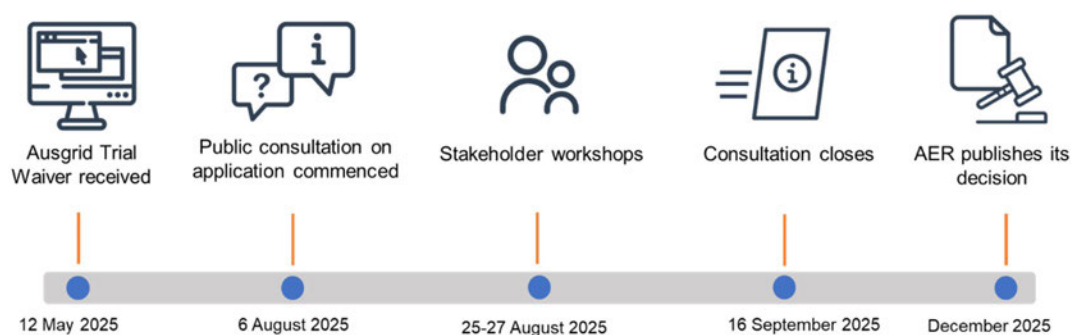 Ausgrid Trial
Waiver received
Public consultation on
application commenced
Stakeholder workshops
Consultation closes
AER publishes its
decision
12 May 2025
6 August 2025
25-27 August 2025
16 September 2025
December 2025